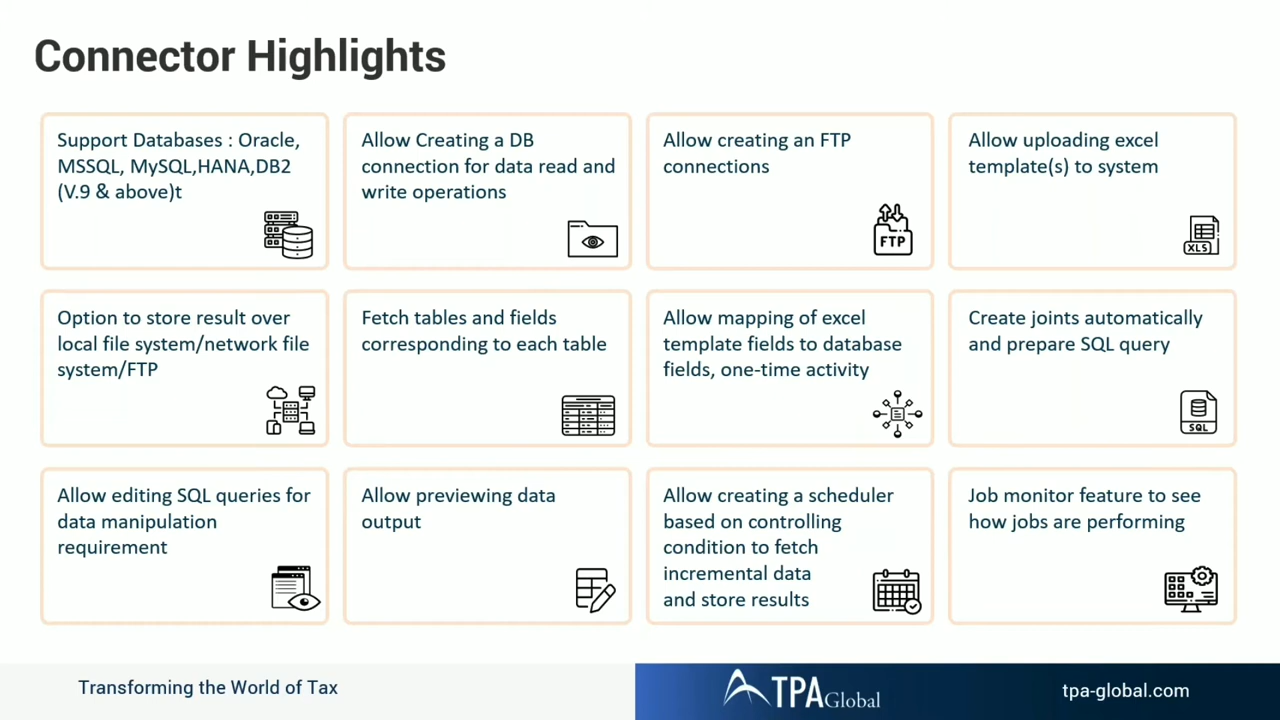 Connector Highlights
Support Databases : Oracle,
MSSQL, MySQL,HANA,DB2
(V.9 & above)t
Allow Creating a DB
connection for data read and
write operations
Allow creating an FTP
connections
FTP
Allow uploading excel
template(s) to system
XLS
Option to store result over
local file system/network file
system/FTP
Fetch tables and fields
corresponding to each table
Allow mapping of excel
template fields to database
fields, one-time activity
Create joints automatically
and prepare SQL query
SQL
Allow editing SQL queries for
data manipulation
requirement
Allow previewing data
output
Allow creating a scheduler
based on controlling
condition to fetch
incremental data
and store results
Job monitor feature to see
how jobs are performing
Transforming the World of Tax
TPA Global
tpa-global.com